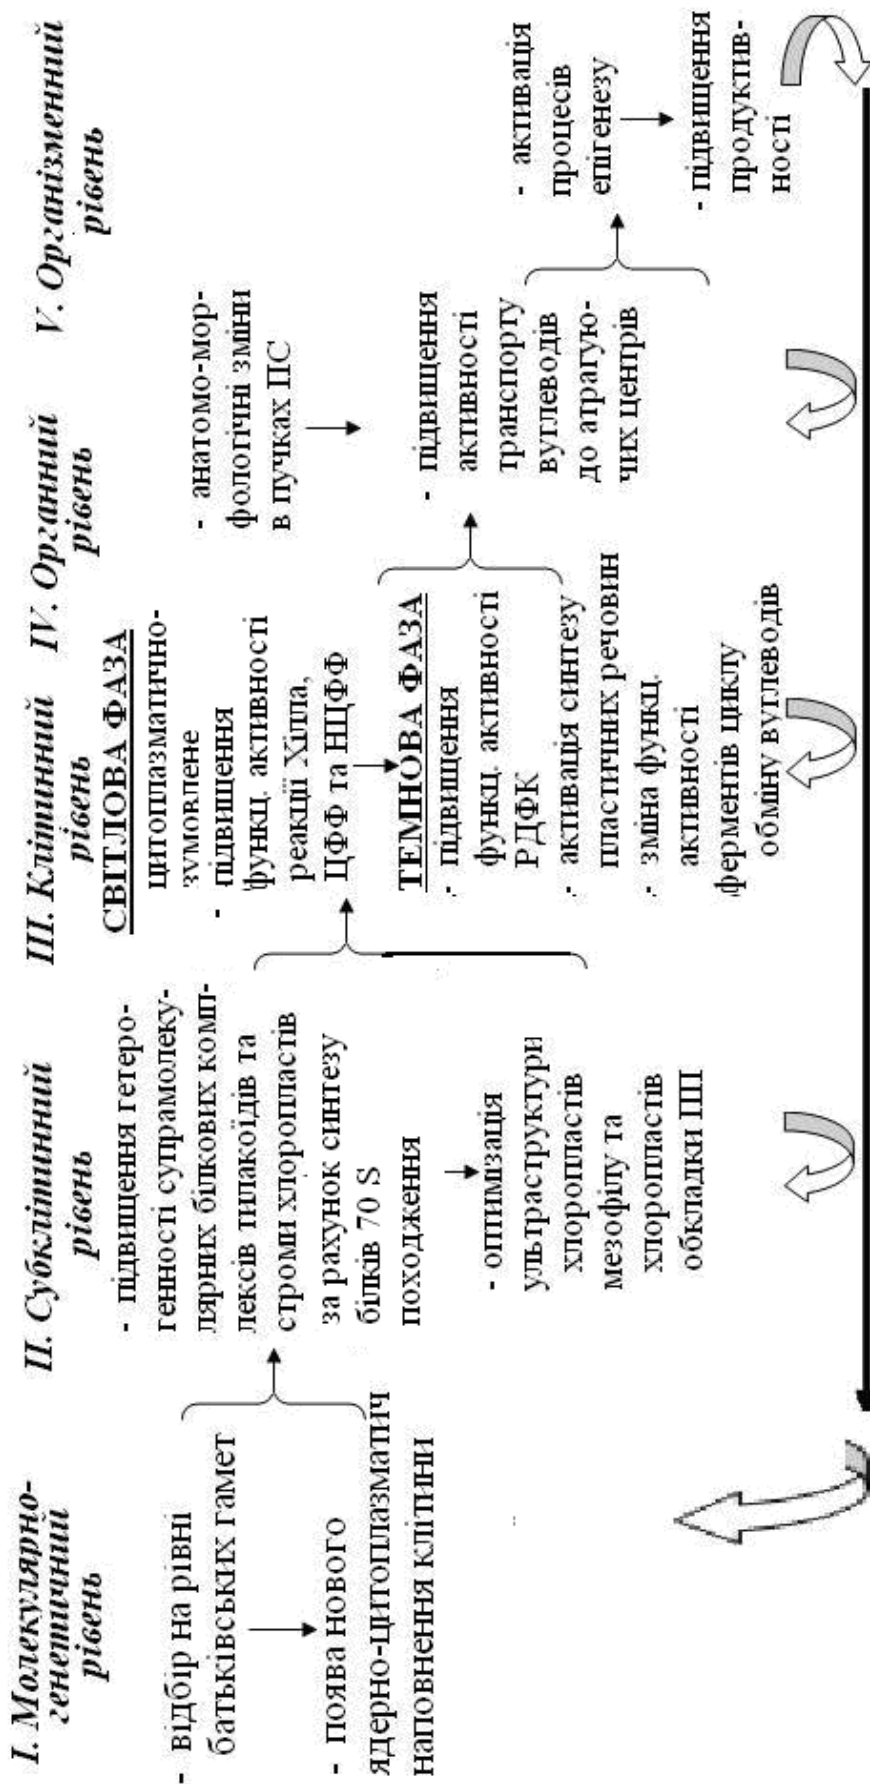 I. Молекулярно-
генетичний
рівень
- відбір на рівні
батьківських гамет
- поява нового
ядерно-цитоплазматич
наповнення клітини
II. Субклітинний
рівень
- підвищення гетеро-
генності супрамолеку-
лярних білкових комп-
лексів тилакоїдів та
строми хлоропластів
за рахунок синтезу
білків 70 S
походження
- оптимізація
ультраструктури
хлоропластів
мезофілу та
хлоропластів
обкладки ПП
III. Клітинний
рівень
СВІТЛОВА ФАЗА
цитоплазматично-
зумовлене
- підвищення
функц. активності
реакції Хілла,
ЦФФ та НЦФФ
ТЕМНОВА ФАЗА
- підвищення
функц. активності
РДФК
- активація синтезу
пластичних речовин
- зміна функц.
активності
ферментів циклу
обміну вуглеводів
IV. Органний
рівень
- анатомо-мор-
фологічні зміни
в пучках ПС
- підвищення
активності
транспорту
вуглеводів
до атрагую-
чих центрів
V. Організменний
рівень
- активація
процесів
епігенезу
- підвищення
продуктив-
ності